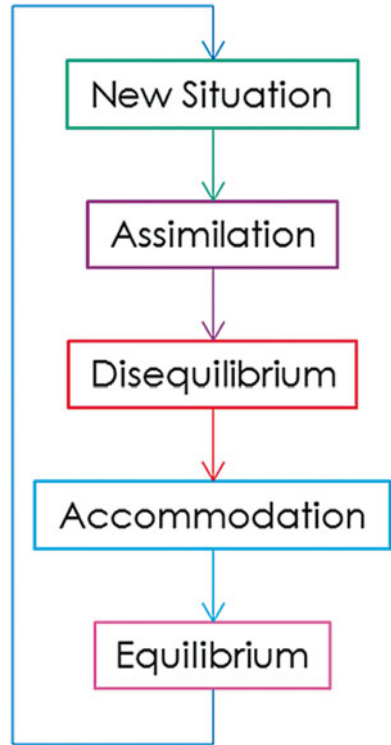 New Situation
Assimilation
Disequilibrium
Accommodation
Equilibrium